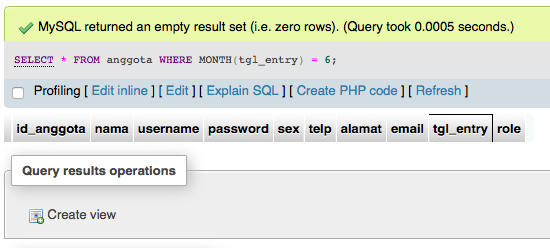 MySQL returned an empty result set (i.e. zero rows). (Query took 0.0005 seconds.)
SELECT * FROM anggota WHERE MONTH(tgl_entry) = 6;
Profiling [ Edit inline ] [ Edit ] [ Explain SQL ] [ Create PHP code ] [ Refresh ]
id_anggota nama username password sex telp alamat email tgl_entry role
Query results operations
Create view